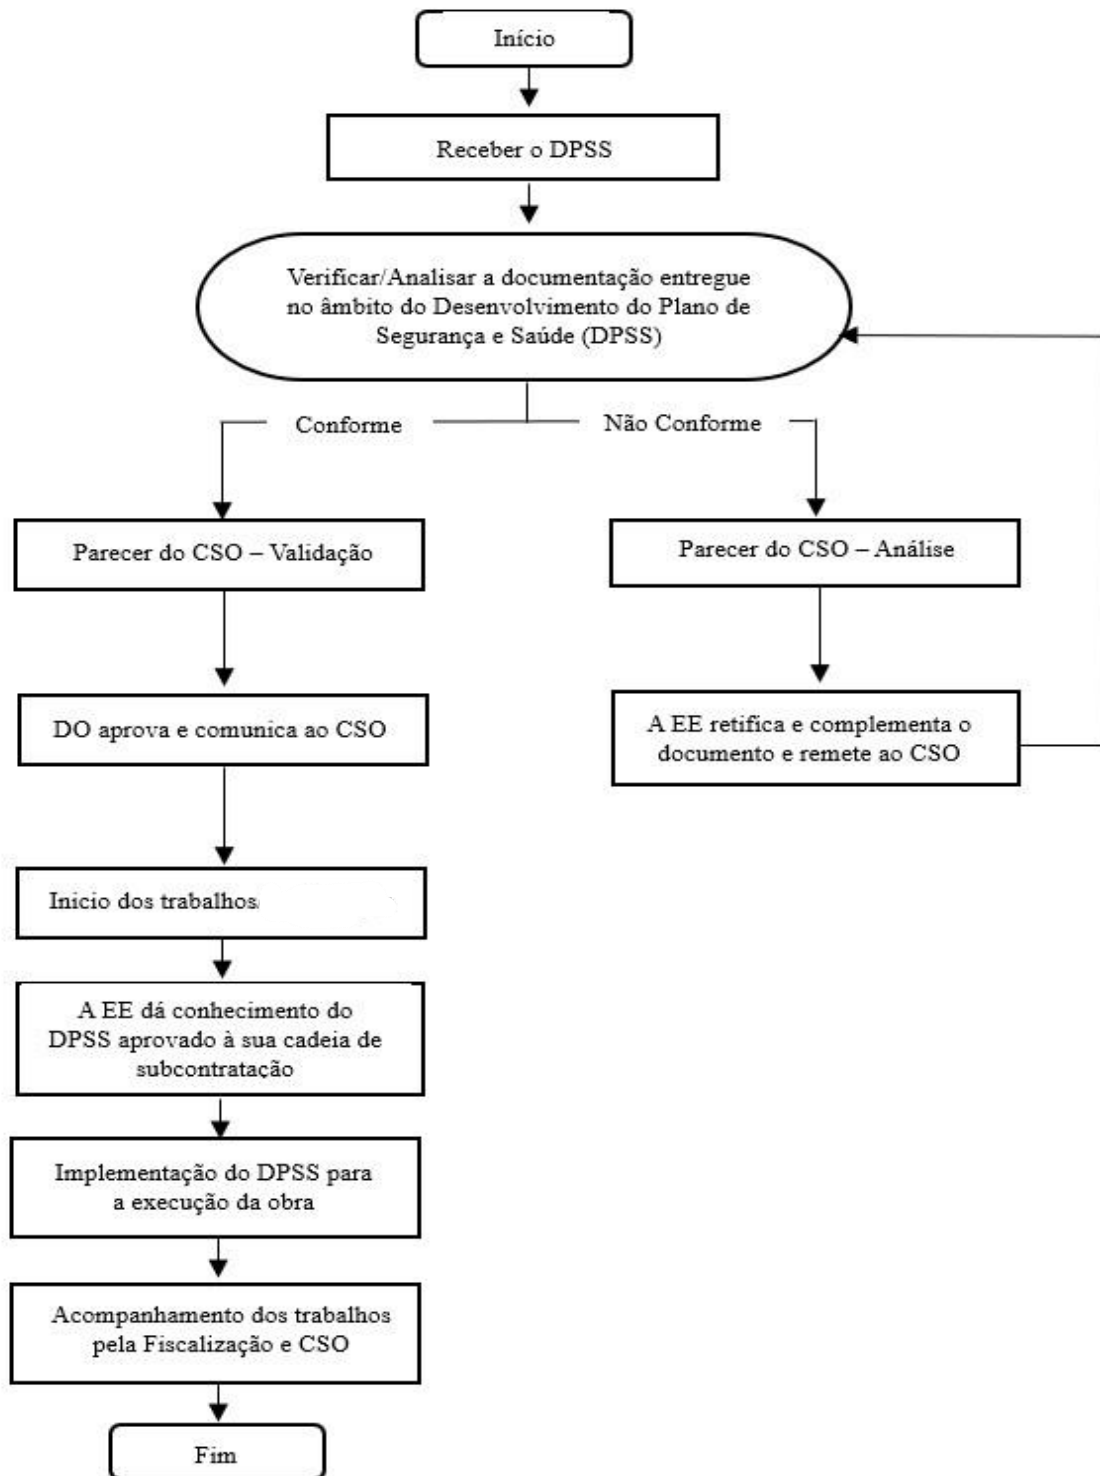 Início
Receber o DPSS
Verificar/Analisar a documentação entregue
no âmbito do Desenvolvimento do Plano de
Segurança e Saúde (DPSS)
Conforme
Não Conforme
Parecer do CSO – Validação
Parecer do CSO – Análise
DO aprova e comunica ao CSO
A EE retifica e complementa o
documento e remete ao CSO
Inicio dos trabalhos
A EE dá conhecimento do
DPSS aprovado à sua cadeia de
subcontratação
Implementação do DPSS para
a execução da obra
Acompanhamento dos trabalhos
pela Fiscalização e CSO
Fim